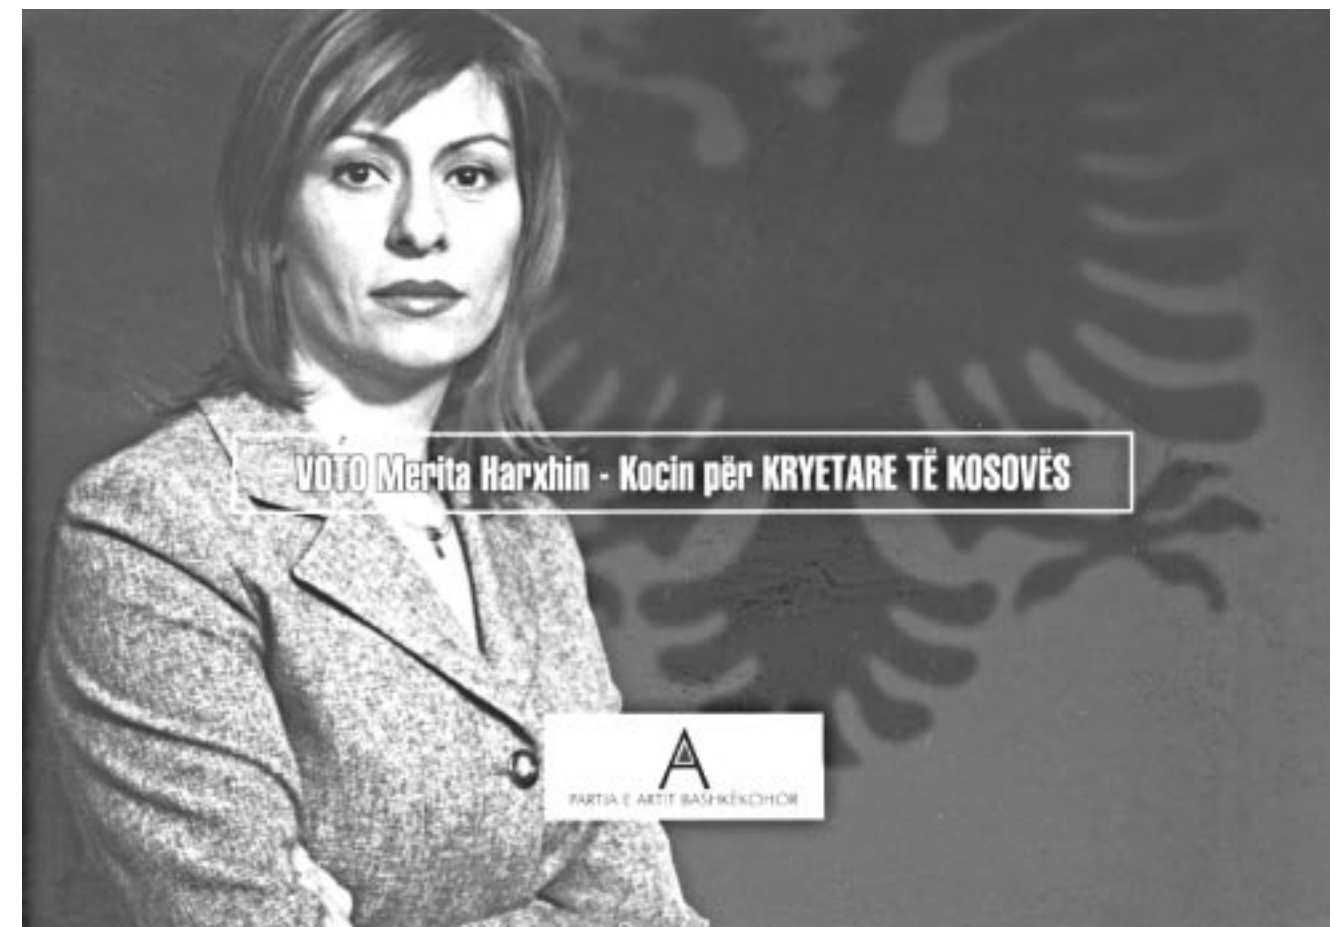 VOTO Merita Harxhin - Kocin për KRYETARE TË KOSOVËS
PARTIA E ARTIT BASHKËKOHOR